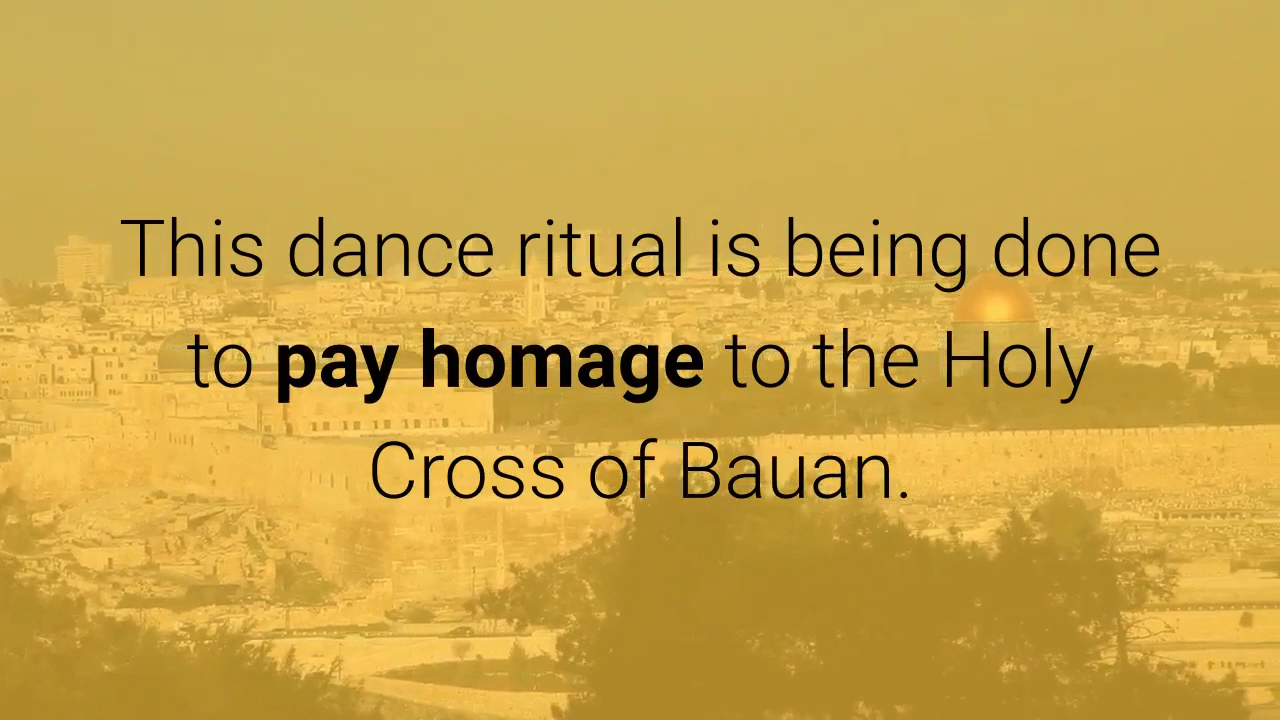 This dance ritual is being done
to pay homage to the Holy
Cross of Bauan.